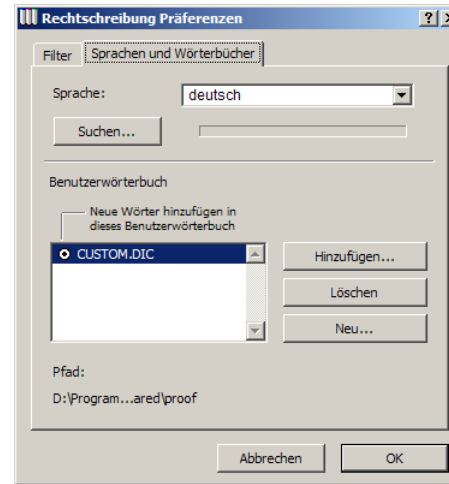 Rechtschreibung Präferenzen
Filter
Sprachen und Wörterbücher
Sprache:
deutsch
Suchen...
Benutzerwörterbuch
Neue Wörter hinzufügen in
dieses Benutzerwörterbuch
CUSTOM.DIC
Hinzufügen...
Löschen
Neu...
Pfad:
D:\Program...ared\proof
Abbrechen
OK